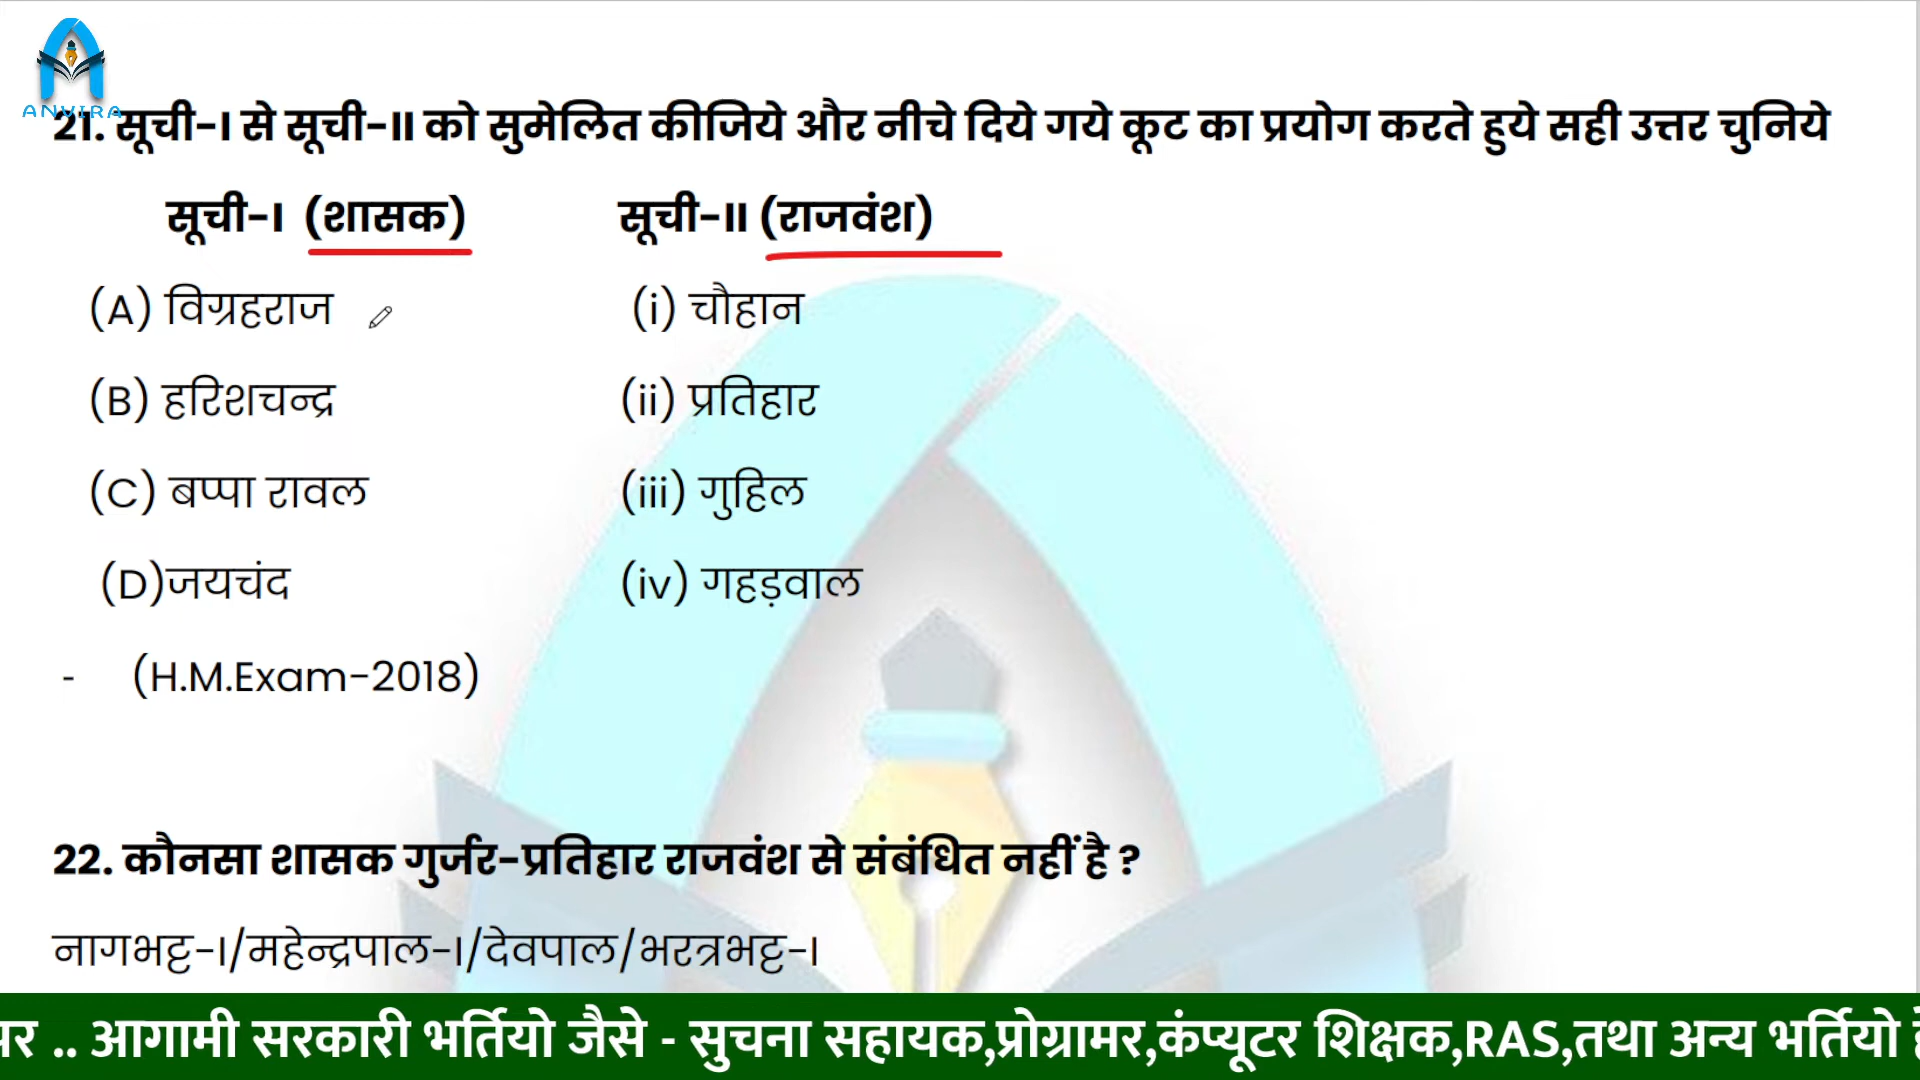 ANVIRA
21. सूची-I से सूची-II को सुमेलित कीजिये और नीचे दिये गये कूट का प्रयोग करते हुये सही उत्तर चुनिये
सूची-I (शासक) सूची-II (राजवंश)
(A) विग्रहराज (i) चौहान
(B) हरिशचन्द्र (ii) प्रतिहार
(C) बप्पा रावल (iii) गुहिल
(D)जयचंद (iv) गहड़वाल
- (H.M.Exam-2018)
22. कौनसा शासक गुर्जर-प्रतिहार राजवंश से संबंधित नहीं है ?
नागभट्ट-I/महेन्द्रपाल-I/देवपाल/भरत्रभट्ट-I
पर .. आगामी सरकारी भर्तियो जैसे - सुचना सहायक,प्रोग्रामर,कंप्यूटर शिक्षक,RAS,तथा अन्य भर्तियो